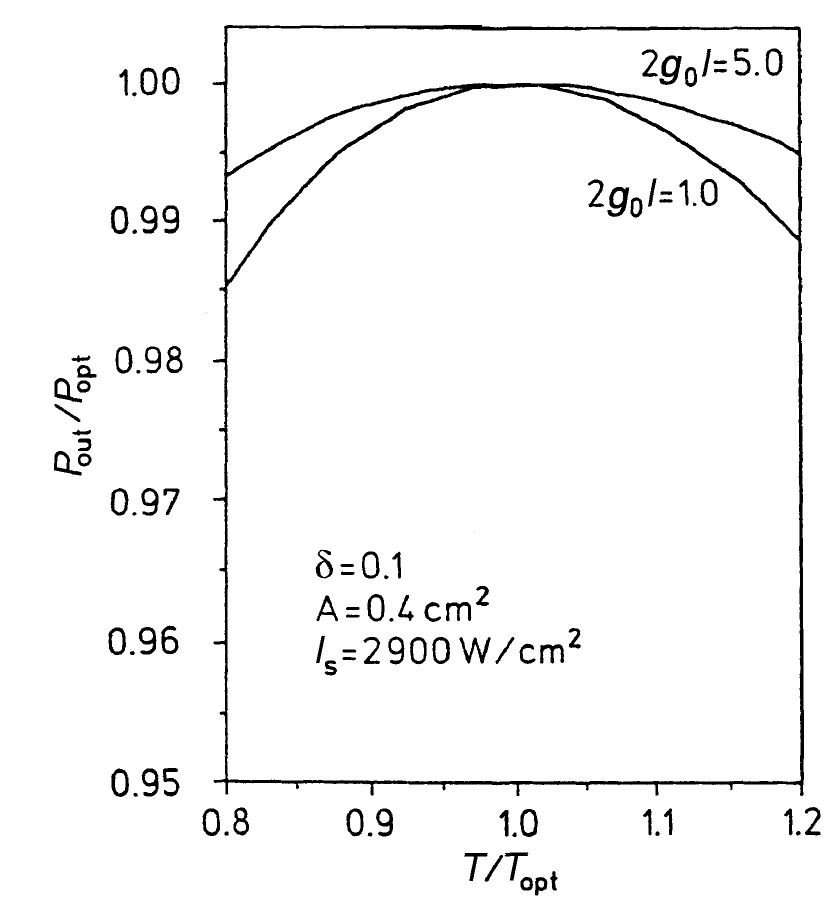 2g₀l=5.0
2g₀l=1.0
1.00
0.99
0.98
0.97
0.96
0.95
P_out/P_opt
δ=0.1
A=0.4 cm²
I_s=2900 W/cm²
0.8 0.9 1.0 1.1 1.2
T/T_opt